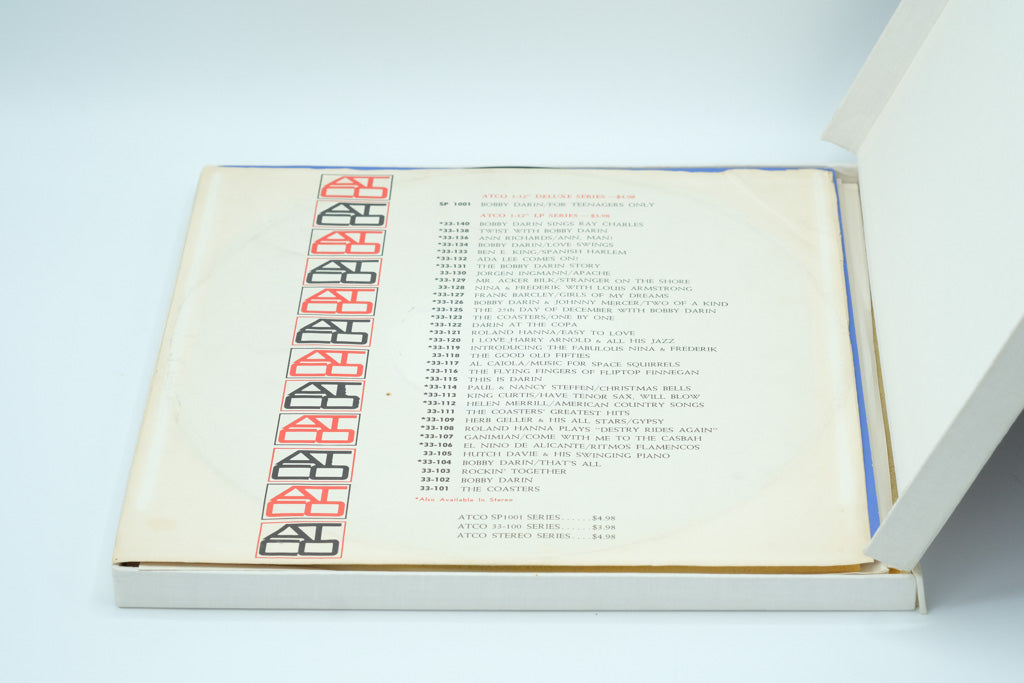 ATCO
ATCO
ATCO
ATCO
ATCO
ATCO
ATCO
ATCO
ATCO
ATCO
ATCO
ATCO
ATCO 1-12" DELUXE SERIES—$4.98
SP 1001 BOBBY DARIN/FOR TEENAGERS ONLY
ATCO 1-12" LP SERIES—$3.98
*33-140 BOBBY DARIN SINGS RAY CHARLES
*33-138 TWIST WITH BOBBY DARIN
*33-136 ANN RICHARDS/ANN, MAN!
*33-134 BOBBY DARIN/LOVE SWINGS
*33-133 BEN E. KING/SPANISH HARLEM
*33-132 ADA LEE COMES ON!
*33-131 THE BOBBY DARIN STORY
33-130 JORGEN INGMANN/APACHE
*33-129 MR. ACKER BILK/STRANGER ON THE SHORE
33-128 NINA & FREDERIK WITH LOUIS ARMSTRONG
*33-127 FRANK BARCLEY/GIRLS OF MY DREAMS
*33-126 BOBBY DARIN & JOHNNY MERCER/TWO OF A KIND
*33-125 THE 25th DAY OF DECEMBER WITH BOBBY DARIN
*33-123 THE COASTERS/ONE BY ONE
*33-122 DARIN AT THE COPA
*33-121 ROLAND HANNA/EASY TO LOVE
*33-120 I LOVE HARRY ARNOLD & ALL HIS JAZZ
*33-119 INTRODUCING THE FABULOUS NINA & FREDERIK
33-118 THE GOOD OLD FIFTIES
*33-117 AL CAIOLA/MUSIC FOR SPACE SQUIRRELS
*33-116 THE FLYING FINGERS OF FLIPTOP FINNEGAN
*33-115 THIS IS DARIN
*33-114 PAUL & NANCY STEFFEN/CHRISTMAS BELLS
*33-113 KING CURTIS/HAVE TENOR SAX, WILL BLOW
*33-112 HELEN MERRILL/AMERICAN COUNTRY SONGS
33-111 THE COASTERS' GREATEST HITS
*33-109 HERB GELLER & HIS ALL STARS/GYPSY
*33-108 ROLAND HANNA PLAYS "DESTRY RIDES AGAIN"
*33-107 GANIMIAN/COME WITH ME TO THE CASBAH
*33-106 EL NINO DE ALICANTE/RITMOS FLAMENCOS
33-105 HUTCH DAVIE & HIS SWINGING PIANO
*33-104 BOBBY DARIN/THAT'S ALL
33-103 ROCKIN' TOGETHER
33-102 BOBBY DARIN
33-101 THE COASTERS
*Also Available In Stereo
ATCO SP1001 SERIES......$4.98
ATCO 33-100 SERIES......$3.98
ATCO STEREO SERIES....$4.98